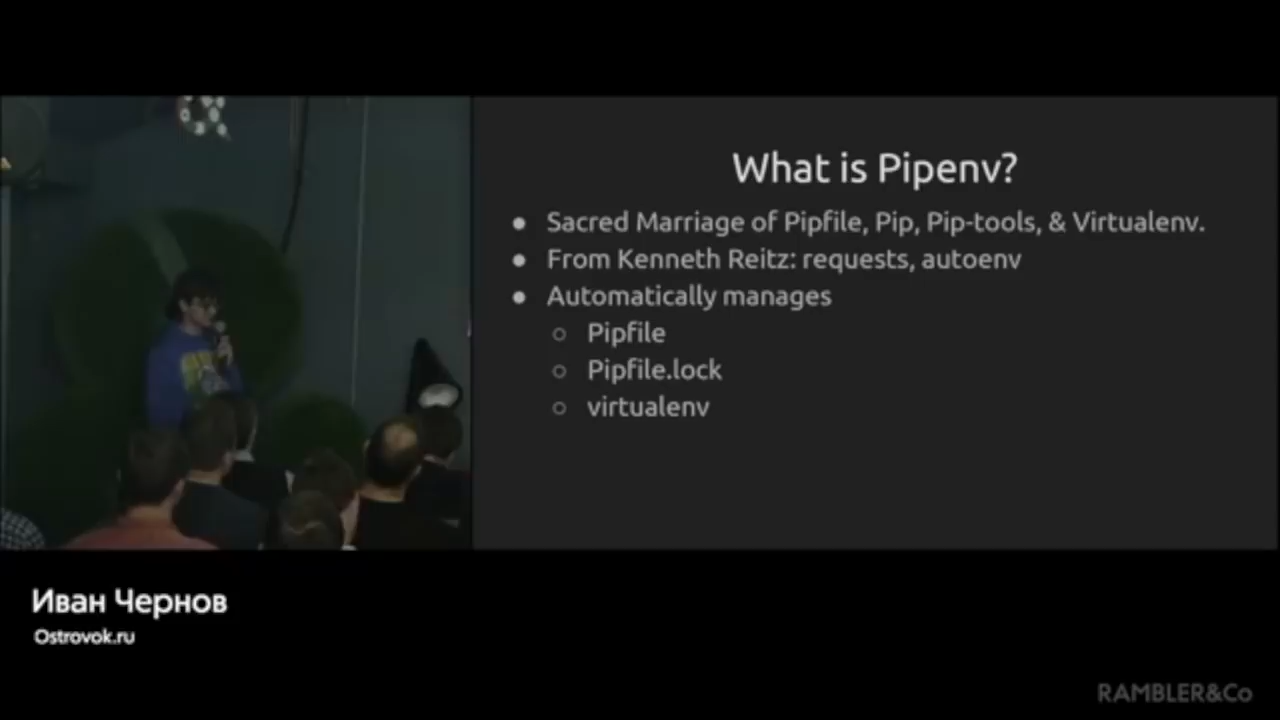 What is Pipenv?
● Sacred Marriage of Pipfile, Pip, Pip-tools, & Virtualenv.
● From Kenneth Reitz: requests, autoenv
● Automatically manages
○ Pipfile
○ Pipfile.lock
○ virtualenv
Иван Чернов
Ostrovok.ru
RAMBLER&Co